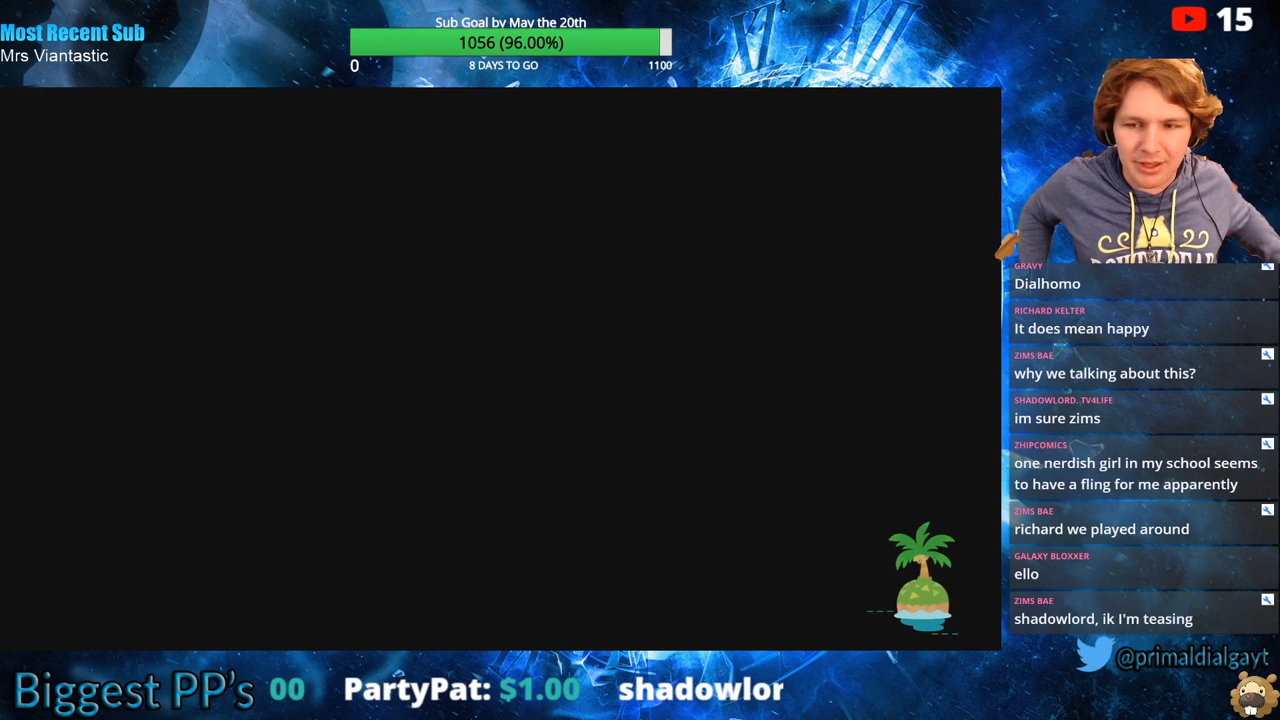 Most Recent Sub
Mrs Viantastic
Sub Goal by May the 20th
1056 (96.00%)
0
8 DAYS TO GO
1100
15
GRAVY
Dialhomo
RICHARD KELTER
It does mean happy
ZIMS BAE
why we talking about this?
SHADOWLORD. TV4LIFE
im sure zims
ZHIPCOMICS
one nerdish girl in my school seems
to have a fling for me apparently
ZIMS BAE
richard we played around
GALAXY BLOXXER
ello
ZIMS BAE
shadowlord, ik I'm teasing
@primaldialgayt
Biggest PP's 00 PartyPat: $1.00 shadowlor